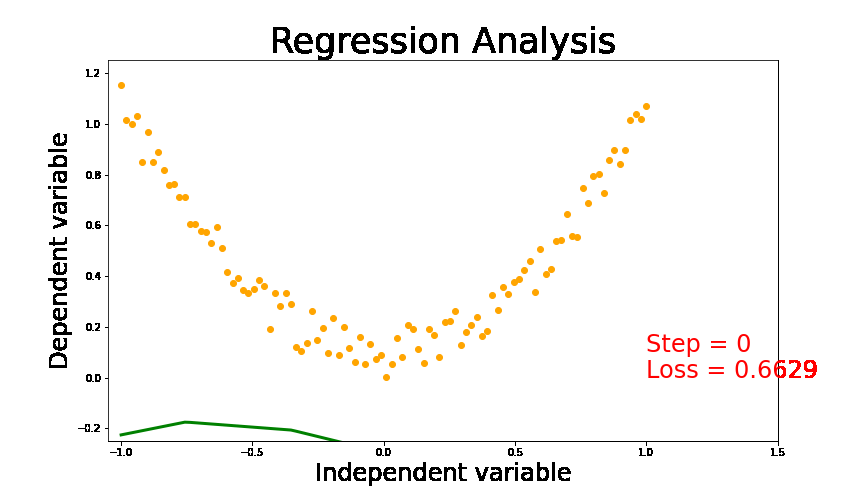 Regression Analysis
1.2
1.0
0.8
0.6
0.4
0.2
0.0
−0.2
Dependent variable
Step = 0
Loss = 0.6629
−1.0
−0.5
0.0
0.5
1.0
1.5
Independent variable